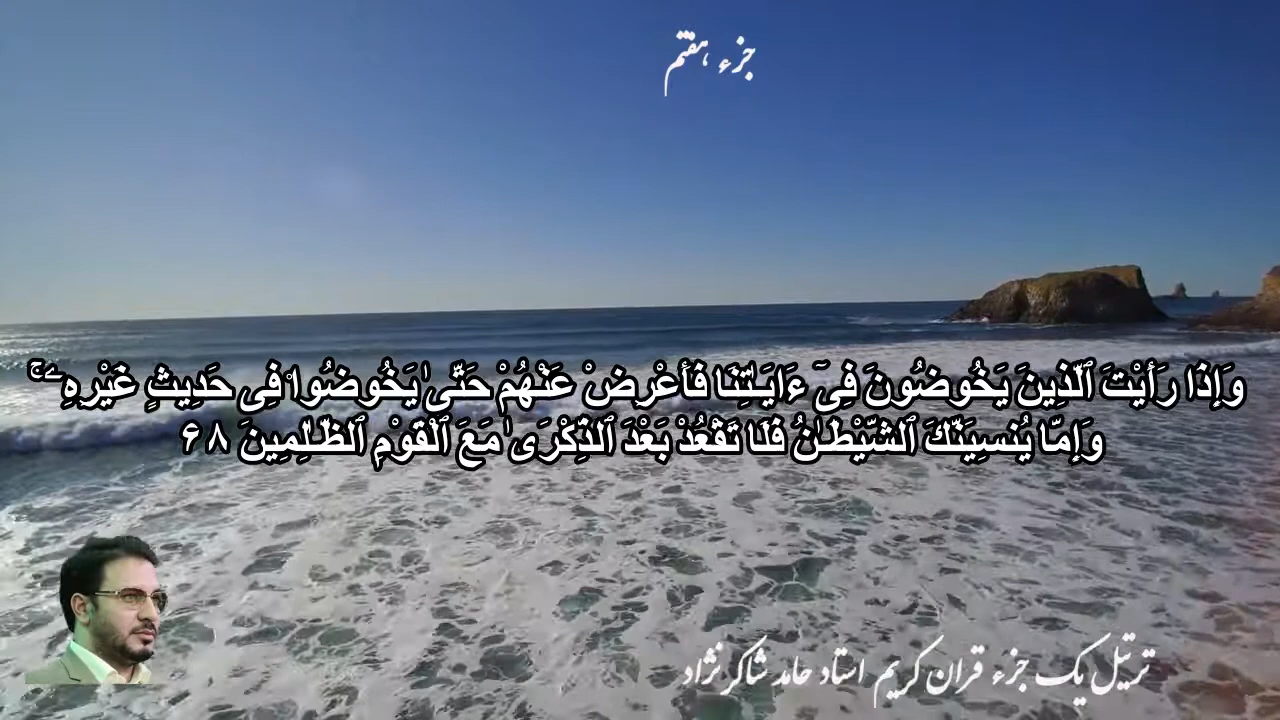 جزء هفتم
وَإِذَا رَأَيْتَ ٱلَّذِينَ يَخُوضُونَ فِىٓ ءَايَـٰتِنَا فَأَعْرِضْ عَنْهُمْ حَتَّىٰ يَخُوضُوا۟ فِى حَدِيثٍ غَيْرِهِۦ ۚ
وَإِمَّا يُنسِيَنَّكَ ٱلشَّيْطَـٰنُ فَلَا تَقْعُدْ بَعْدَ ٱلذِّكْرَىٰ مَعَ ٱلْقَوْمِ ٱلظَّـٰلِمِينَ ۶۸
ترتیل یک جزء قران کریم استاد حامد شاکرنژاد